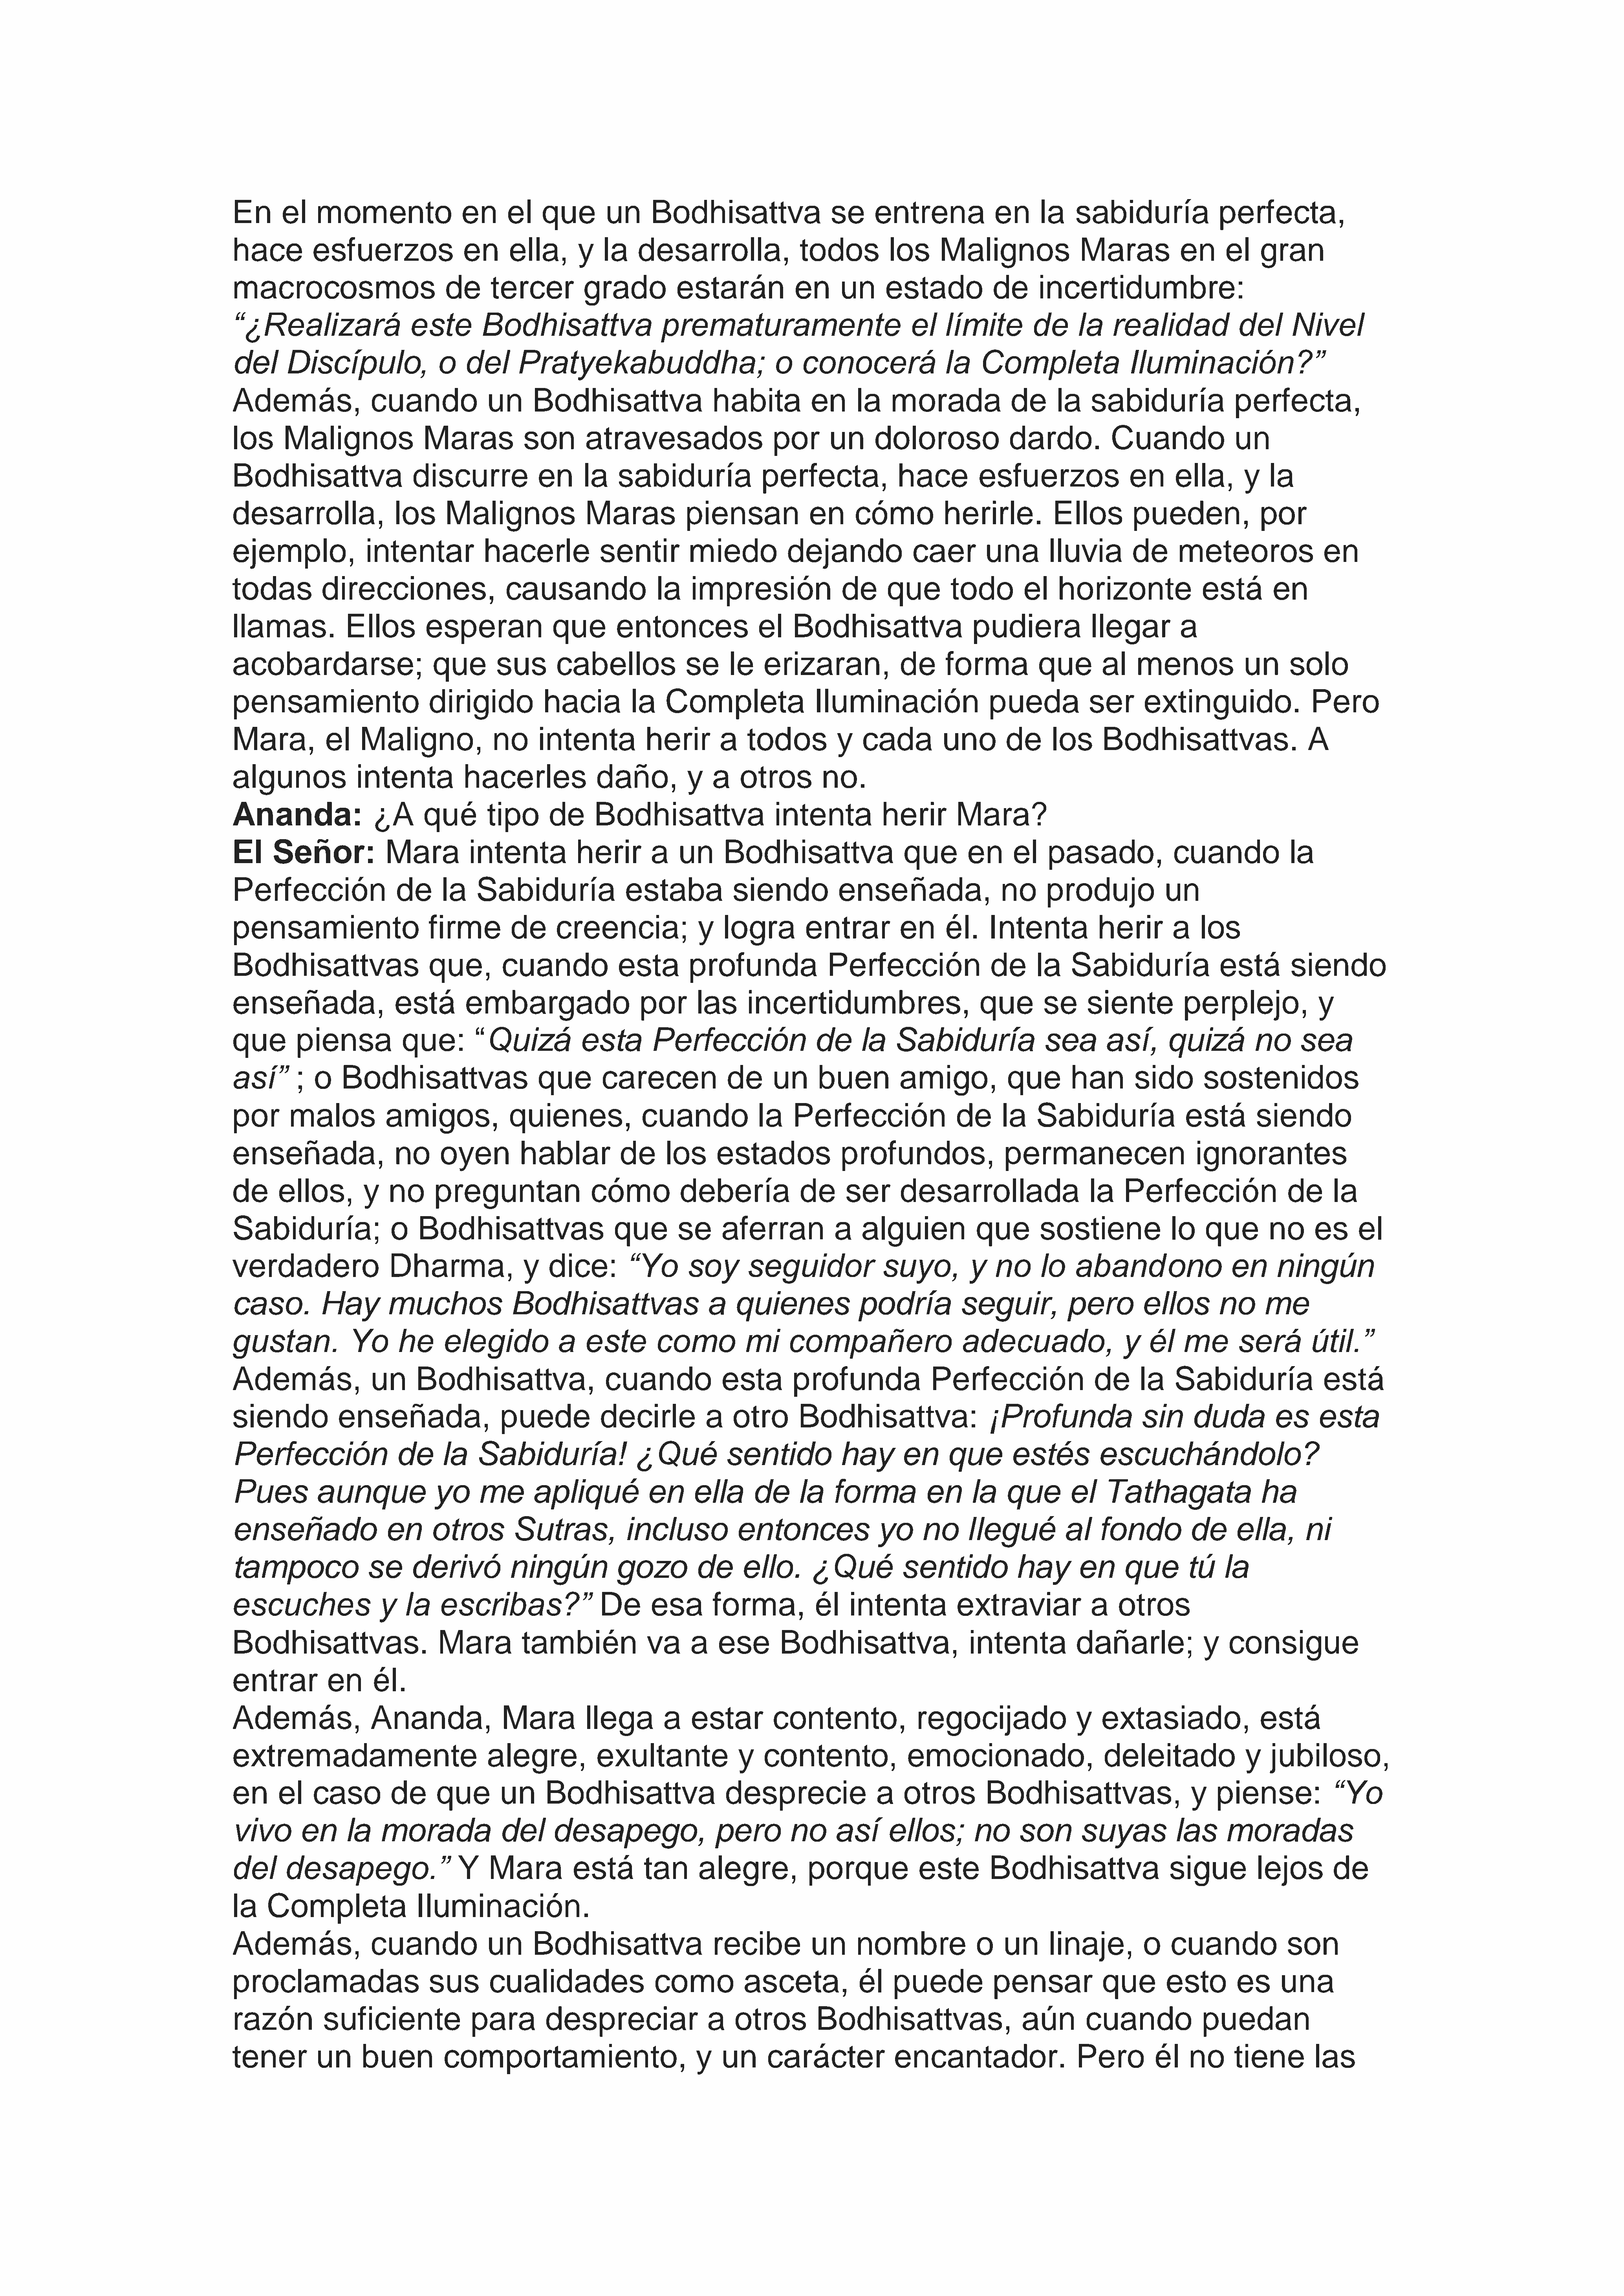 En el momento en el que un Bodhisattva se entrena en la sabiduría perfecta,
hace esfuerzos en ella, y la desarrolla, todos los Malignos Maras en el gran
macrocosmos de tercer grado estarán en un estado de incertidumbre:
“¿Realizará este Bodhisattva prematuramente el límite de la realidad del Nivel
del Discípulo, o del Pratyekabuddha; o conocerá la Completa Iluminación?”
Además, cuando un Bodhisattva habita en la morada de la sabiduría perfecta,
los Malignos Maras son atravesados por un doloroso dardo. Cuando un
Bodhisattva discurre en la sabiduría perfecta, hace esfuerzos en ella, y la
desarrolla, los Malignos Maras piensan en cómo herirle. Ellos pueden, por
ejemplo, intentar hacerle sentir miedo dejando caer una lluvia de meteoros en
todas direcciones, causando la impresión de que todo el horizonte está en
llamas. Ellos esperan que entonces el Bodhisattva pudiera llegar a
acobardarse; que sus cabellos se le erizaran, de forma que al menos un solo
pensamiento dirigido hacia la Completa Iluminación pueda ser extinguido. Pero
Mara, el Maligno, no intenta herir a todos y cada uno de los Bodhisattvas. A
algunos intenta hacerles daño, y a otros no.
Ananda: ¿A qué tipo de Bodhisattva intenta herir Mara?
El Señor: Mara intenta herir a un Bodhisattva que en el pasado, cuando la
Perfección de la Sabiduría estaba siendo enseñada, no produjo un
pensamiento firme de creencia; y logra entrar en él. Intenta herir a los
Bodhisattvas que, cuando esta profunda Perfección de la Sabiduría está siendo
enseñada, está embargado por las incertidumbres, que se siente perplejo, y
que piensa que: “Quizá esta Perfección de la Sabiduría sea así, quizá no sea
así” ; o Bodhisattvas que carecen de un buen amigo, que han sido sostenidos
por malos amigos, quienes, cuando la Perfección de la Sabiduría está siendo
enseñada, no oyen hablar de los estados profundos, permanecen ignorantes
de ellos, y no preguntan cómo debería de ser desarrollada la Perfección de la
Sabiduría; o Bodhisattvas que se aferran a alguien que sostiene lo que no es el
verdadero Dharma, y dice: “Yo soy seguidor suyo, y no lo abandono en ningún
caso. Hay muchos Bodhisattvas a quienes podría seguir, pero ellos no me
gustan. Yo he elegido a este como mi compañero adecuado, y él me será útil.”
Además, un Bodhisattva, cuando esta profunda Perfección de la Sabiduría está
siendo enseñada, puede decirle a otro Bodhisattva: ¡Profunda sin duda es esta
Perfección de la Sabiduría! ¿Qué sentido hay en que estés escuchándolo?
Pues aunque yo me apliqué en ella de la forma en la que el Tathagata ha
enseñado en otros Sutras, incluso entonces yo no llegué al fondo de ella, ni
tampoco se derivó ningún gozo de ello. ¿Qué sentido hay en que tú la
escuches y la escribas?” De esa forma, él intenta extraviar a otros
Bodhisattvas. Mara también va a ese Bodhisattva, intenta dañarle; y consigue
entrar en él.
Además, Ananda, Mara llega a estar contento, regocijado y extasiado, está
extremadamente alegre, exultante y contento, emocionado, deleitado y jubiloso,
en el caso de que un Bodhisattva desprecie a otros Bodhisattvas, y piense: “Yo
vivo en la morada del desapego, pero no así ellos; no son suyas las moradas
del desapego.” Y Mara está tan alegre, porque este Bodhisattva sigue lejos de
la Completa Iluminación.
Además, cuando un Bodhisattva recibe un nombre o un linaje, o cuando son
proclamadas sus cualidades como asceta, él puede pensar que esto es una
razón suficiente para despreciar a otros Bodhisattvas, aún cuando puedan
tener un buen comportamiento, y un carácter encantador. Pero él no tiene las